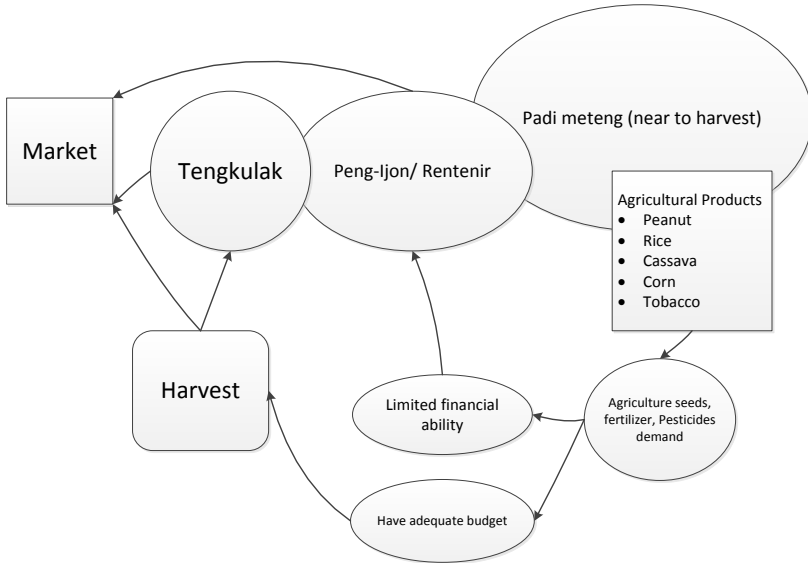 Padi meteng (near to harvest)
Market
Tengkulak
Peng-Ijon/ Rentenir
Agricultural Products
• Peanut
• Rice
• Cassava
• Corn
• Tobacco
Harvest
Limited financial
ability
Agriculture seeds,
fertilizer, Pesticides
demand
Have adequate budget